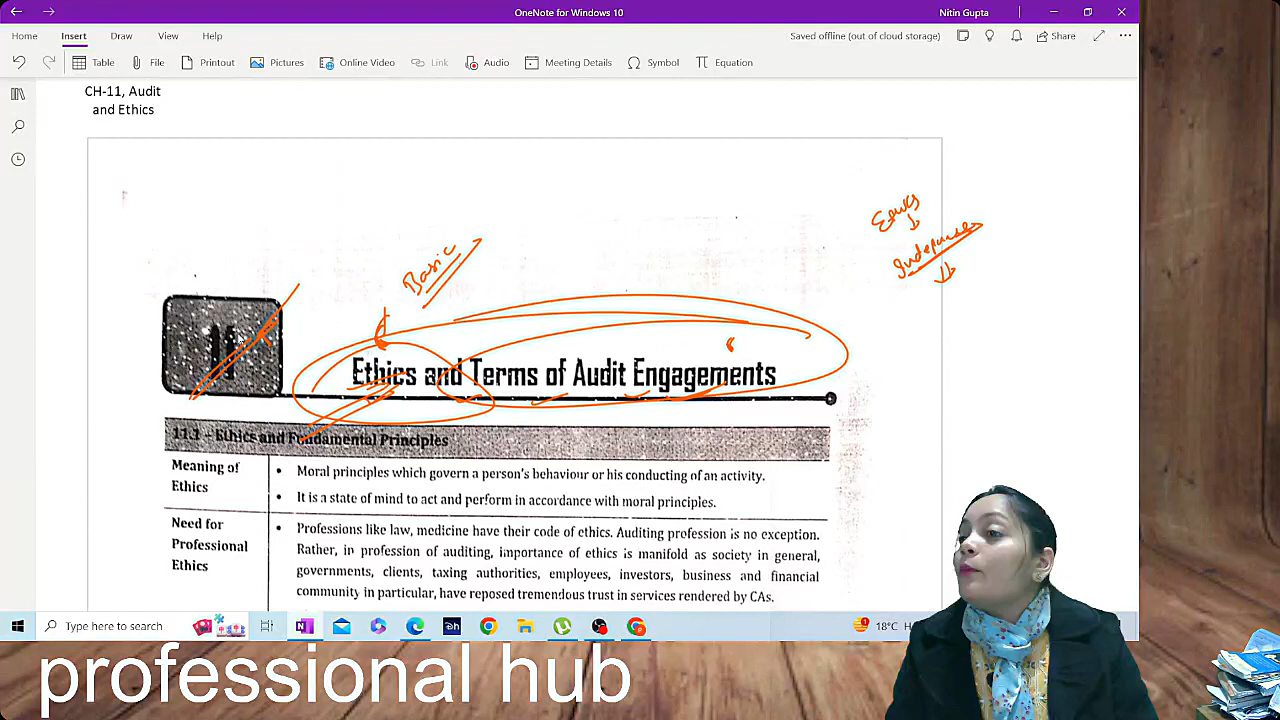 OneNote for Windows 10
Nitin Gupta
Home
Insert
Draw
View
Help
Saved offline (out of cloud storage)
Share
Table
File
Printout
Pictures
Online Video
Link
Audio
Meeting Details
Symbol
Equation
CH-11, Audit
and Ethics
Ethics
Independence
Basic
11
Ethics and Terms of Audit Engagements
11.1 – Ethics and Fundamental Principles
Meaning of
Ethics
• Moral principles which govern a person's behaviour or his conducting of an activity.
• It is a state of mind to act and perform in accordance with moral principles.
Need for
Professional
Ethics
• Professions like law, medicine have their code of ethics. Auditing profession is no exception.
Rather, in profession of auditing, importance of ethics is manifold as society in general,
governments, clients, taxing authorities, employees, investors, business and financial
community in particular, have reposed tremendous trust in services rendered by CAs.
Type here to search
18°C
professional hub